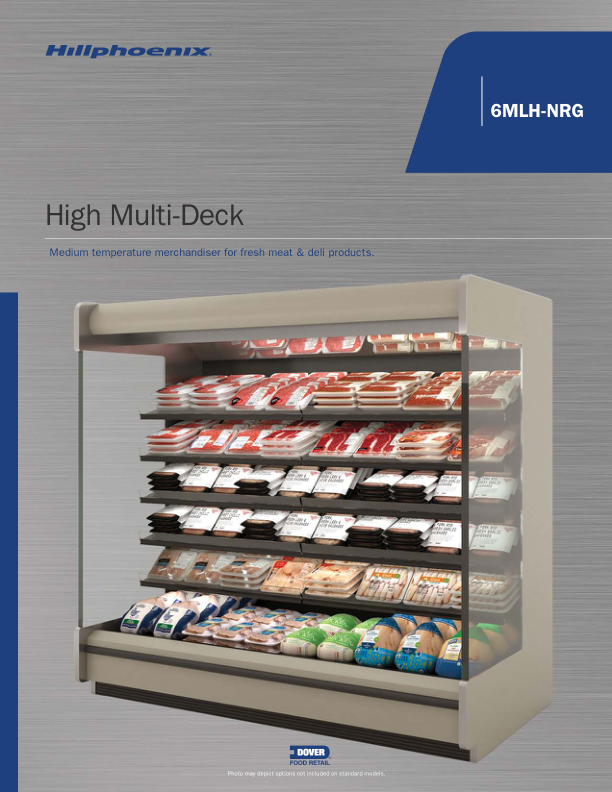 Hillphoenix
6MLH-NRG
High Multi-Deck
Medium temperature merchandiser for fresh meat & deli products.
DOVER
FOOD RETAIL
Photo may depict options not included on standard models.